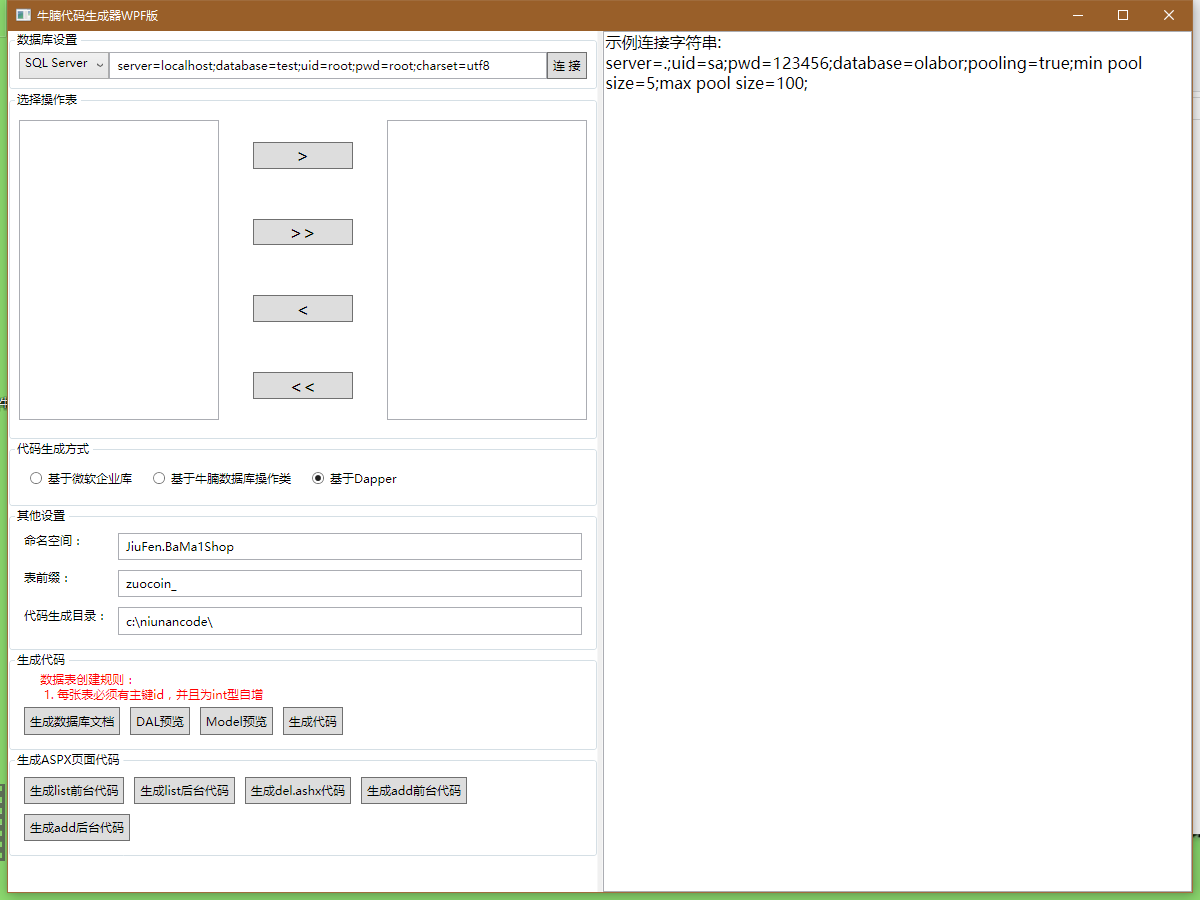 牛腩代码生成器WPF版
数据库设置
SQL Server
server=localhost;database=test;uid=root;pwd=root;charset=utf8
连 接
选择操作表
>
>>
<
<<
代码生成方式
基于微软企业库
基于牛腩数据库操作类
基于Dapper
其他设置
命名空间：
JiuFen.BaMa1Shop
表前缀：
zuocoin_
代码生成目录：
c:\niunancode\
生成代码
数据表创建规则：
1. 每张表必须有主键id，并且为int型自增
生成数据库文档
DAL预览
Model预览
生成代码
生成ASPX页面代码
生成list前台代码
生成list后台代码
生成del.ashx代码
生成add前台代码
生成add后台代码
示例连接字符串:
server=.;uid=sa;pwd=123456;database=olabor;pooling=true;min pool
size=5;max pool size=100;